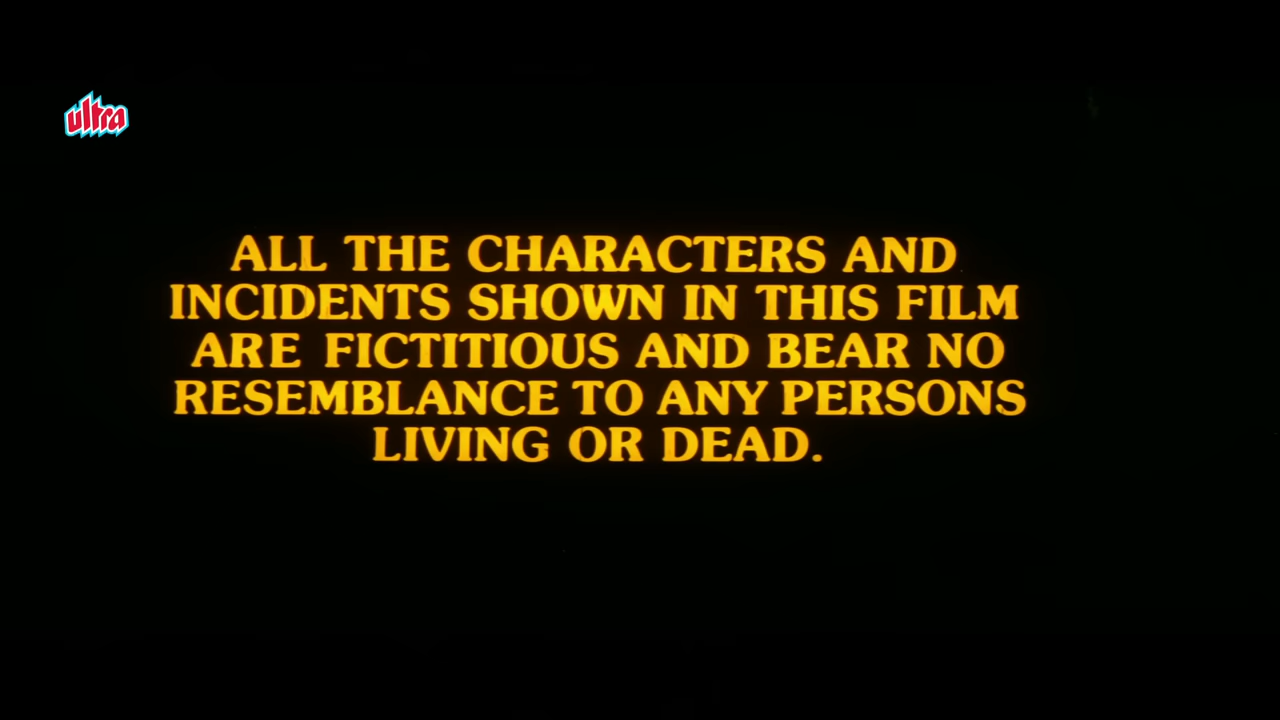 ultra
ALL THE CHARACTERS AND
INCIDENTS SHOWN IN THIS FILM
ARE FICTITIOUS AND BEAR NO
RESEMBLANCE TO ANY PERSONS
LIVING OR DEAD.